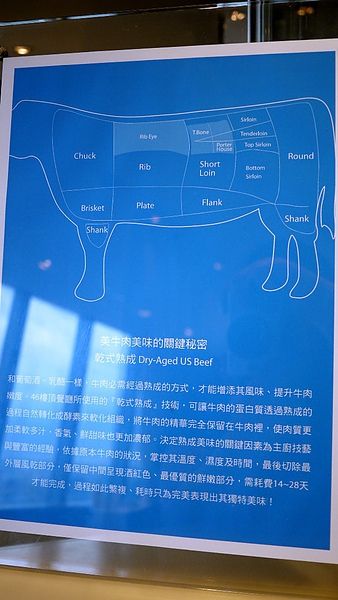 Sirloin
Rib Eye
T.Bone
Tenderloin
Chuck
Porter
House
Top Sirloin
Round
Rib
Short
Loin
Bottom
Sirloin
Brisket
Plate
Flank
Shank
Shank
美牛肉美味的關鍵秘密
乾式熟成 Dry-Aged US Beef
和葡萄酒、乳酪一樣，牛肉必需經過熟成的方式，才能增添其風味、提升牛肉
嫩度。46樓頂餐廳所使用的「乾式熟成」技術，可讓牛肉的蛋白質透過熟成的
過程自然轉化成酵素來軟化組織，將牛肉的精華完全保留在牛肉裡，使肉質更
加柔軟多汁，香氣、鮮甜味也更加濃郁。決定熟成美味的關鍵因素為主廚技藝
與豐富的經驗，依據原本牛肉的狀況，掌控其溫度、濕度及時間，最後切除最
外層風乾部分，僅保留中間呈現酒紅色、最優質的鮮嫩部分，需耗費14~28天
才能完成，過程如此繁複、耗時只為完美表現出其獨特美味！